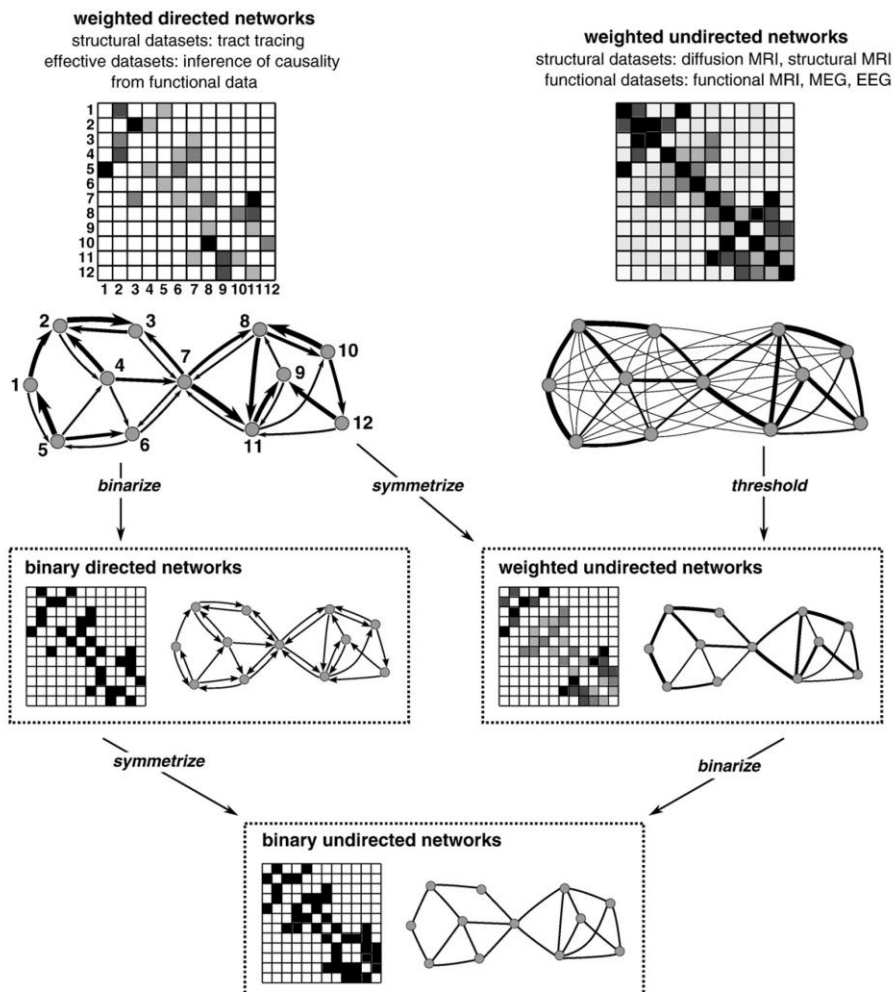 weighted directed networks
structural datasets: tract tracing
effective datasets: inference of causality
from functional data
weighted undirected networks
structural datasets: diffusion MRI, structural MRI
functional datasets: functional MRI, MEG, EEG
1
2
3
4
5
6
7
8
9
10
11
12
1 2 3 4 5 6 7 8 9 10 11 12
2
3
8
7
10
4
9
1
12
5
6
11
binarize
symmetrize
threshold
binary directed networks
weighted undirected networks
symmetrize
binarize
binary undirected networks